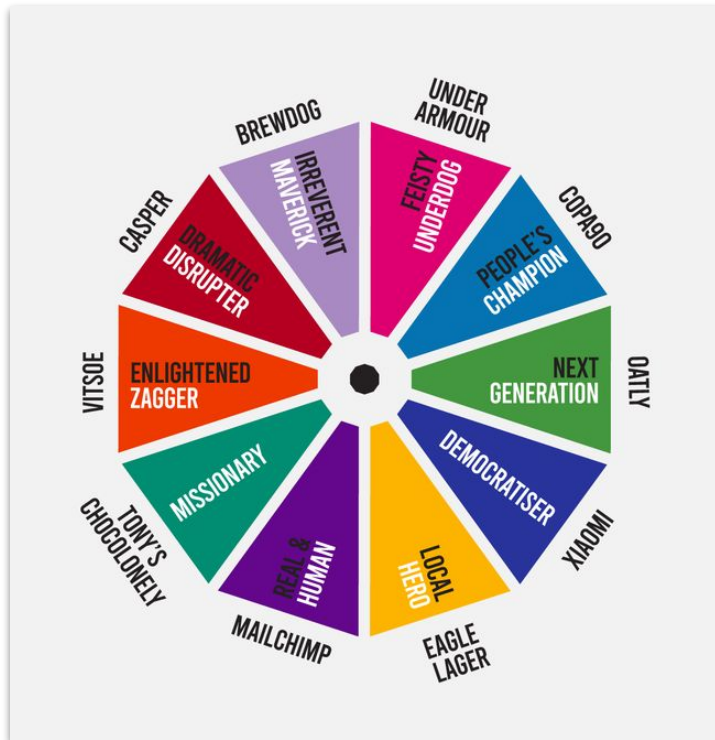 UNDER
ARMOUR
FEISTY
UNDERDOG
COPA90
PEOPLE'S
CHAMPION
OATLY
NEXT
GENERATION
XIAOMI
DEMOCRATISER
EAGLE
LAGER
LOCAL
HERO
MAILCHIMP
REAL &
HUMAN
TONY'S
CHOCOLONELY
MISSIONARY
VITSOE
ENLIGHTENED
ZAGGER
CASPER
DRAMATIC
DISRUPTER
BREWDOG
IRREVERENT
MAVERICK